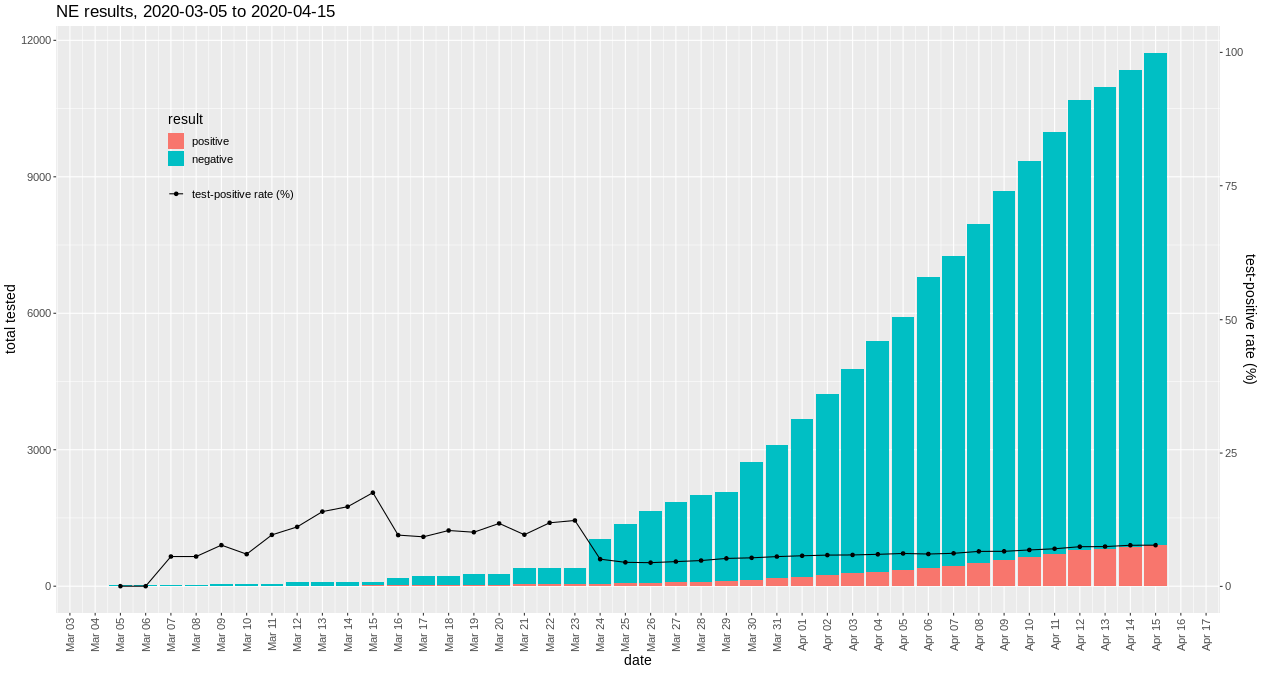 NE results, 2020-03-05 to 2020-04-15
12000
9000
6000
3000
0
total tested
result
positive
negative
test-positive rate (%)
100
75
50
25
0
test-positive rate (%)
Mar 03
Mar 04
Mar 05
Mar 06
Mar 07
Mar 08
Mar 09
Mar 10
Mar 11
Mar 12
Mar 13
Mar 14
Mar 15
Mar 16
Mar 17
Mar 18
Mar 19
Mar 20
Mar 21
Mar 22
Mar 23
Mar 24
Mar 25
Mar 26
Mar 27
Mar 28
Mar 29
Mar 30
Mar 31
Apr 01
Apr 02
Apr 03
Apr 04
Apr 05
Apr 06
Apr 07
Apr 08
Apr 09
Apr 10
Apr 11
Apr 12
Apr 13
Apr 14
Apr 15
Apr 16
Apr 17
date